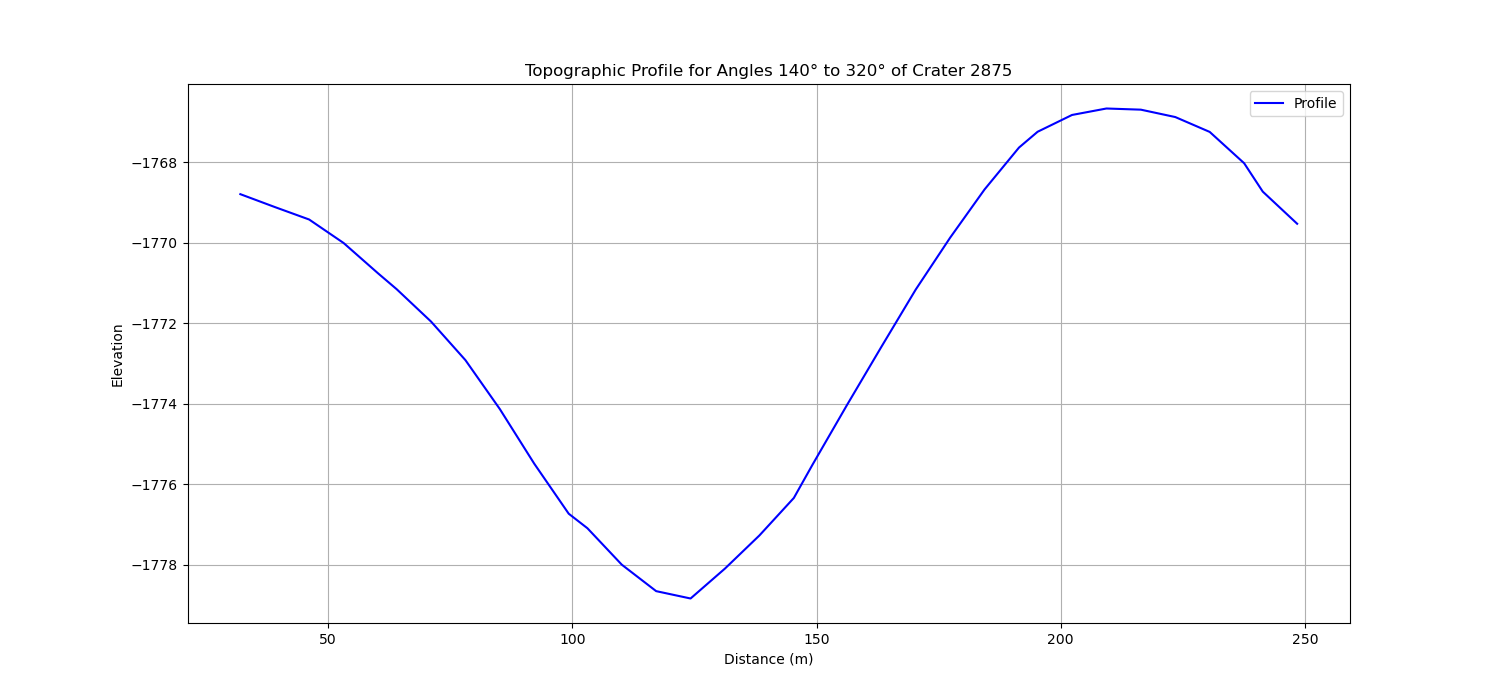 Topographic Profile for Angles 140° to 320° of Crater 2875
Profile
−1768
−1770
−1772
−1774
−1776
−1778
Elevation
50 100 150 200 250
Distance (m)